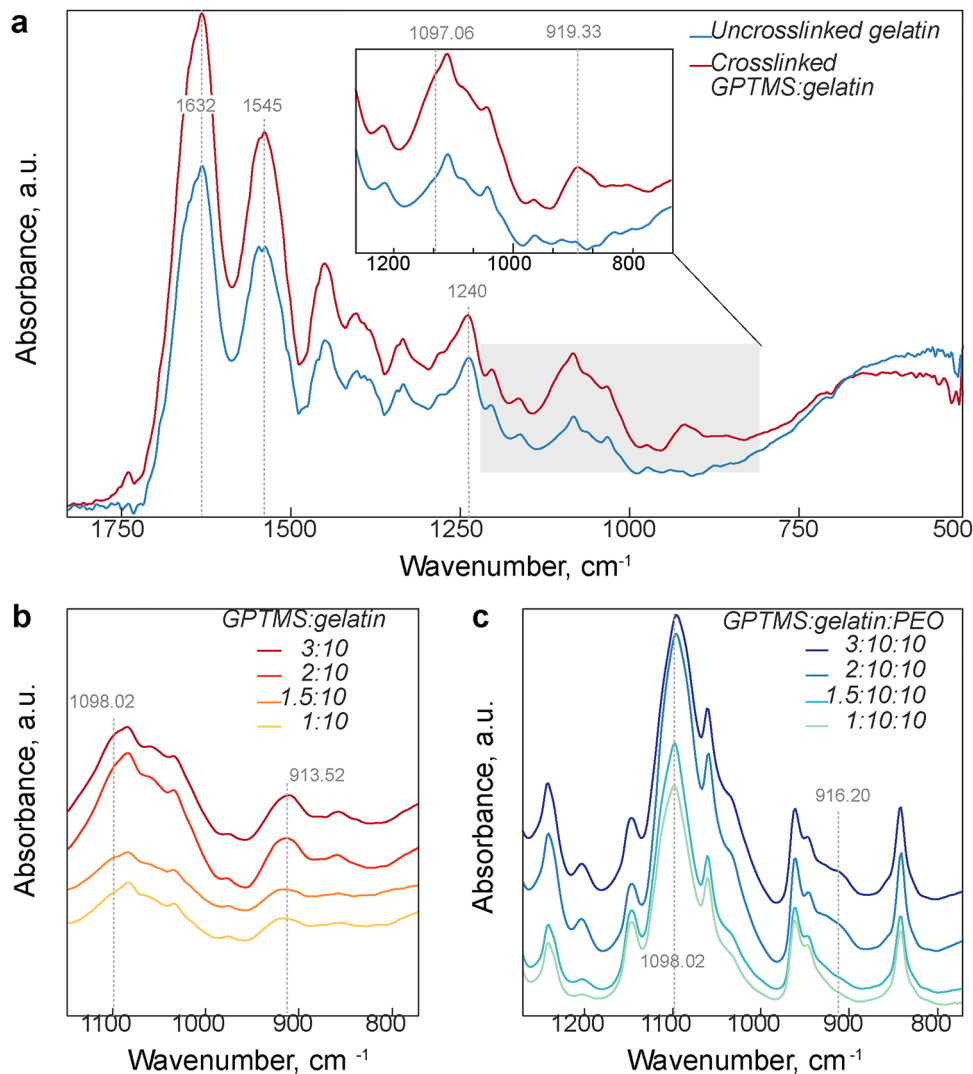 a
1097.06 919.33
Uncrosslinked gelatin
Crosslinked
GPTMS:gelatin
1632 1545
1200 1000 800
1240
Absorbance, a.u.
1750 1500 1250 1000 750 500
Wavenumber, cm-1
b
GPTMS:gelatin
3:10
2:10
1.5:10
1:10
1098.02
913.52
Absorbance, a.u.
1100 1000 900 800
Wavenumber, cm -1
c
GPTMS:gelatin:PEO
3:10:10
2:10:10
1.5:10:10
1:10:10
916.20
1098.02
Absorbance, a.u.
1200 1100 1000 900 800
Wavenumber, cm -1